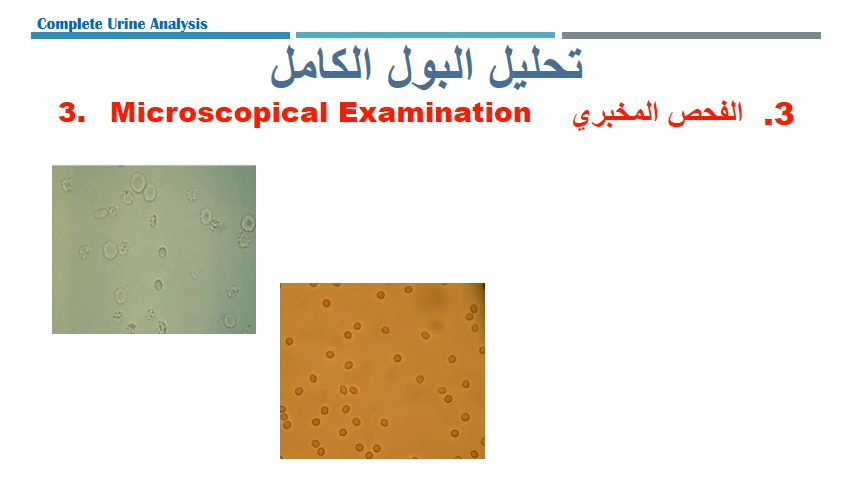 Complete Urine Analysis
تحليل البول الكامل
3. Microscopical Examination
3. الفحص المخبري